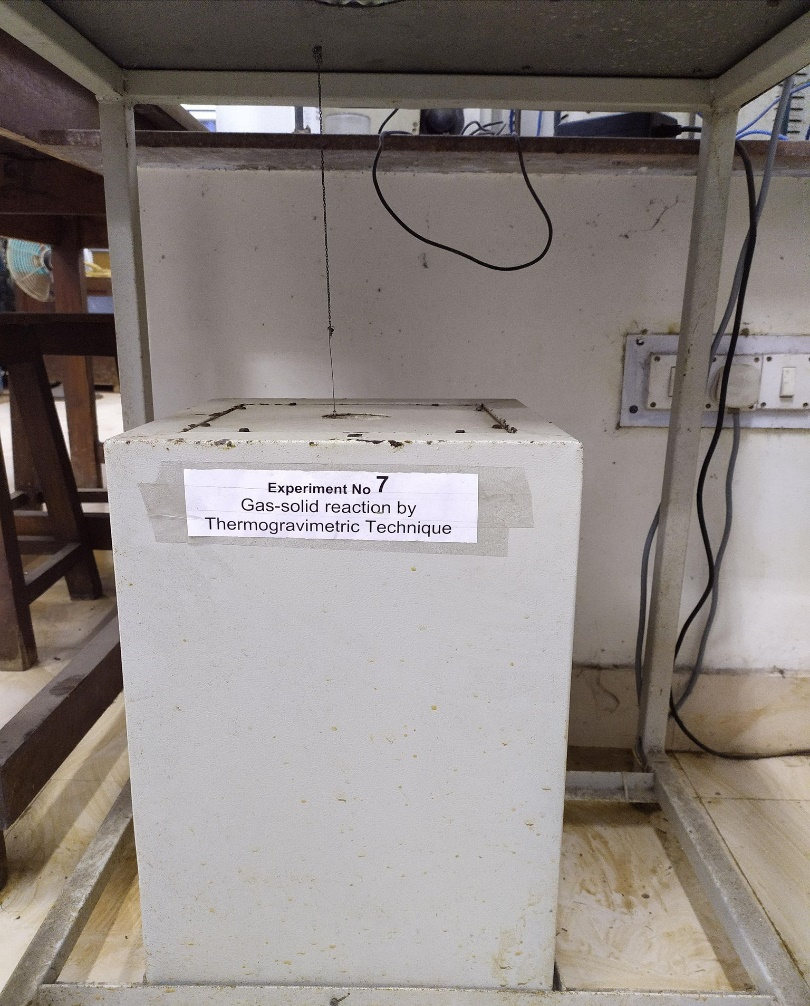 Experiment No 7
Gas-solid reaction by
Thermogravimetric Technique